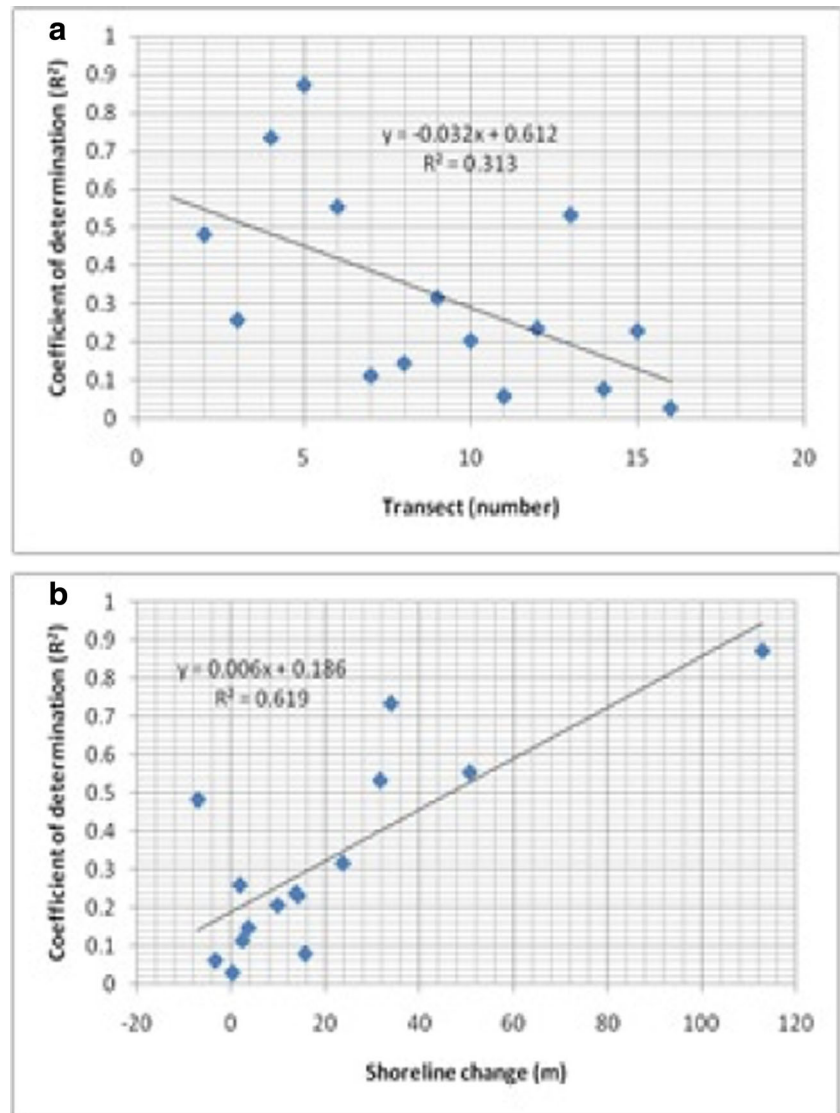 a
Coefficient of determination (R²)
1
0.9
0.8
0.7
0.6
0.5
0.4
0.3
0.2
0.1
0
y = -0.032x + 0.612
R² = 0.313
0 5 10 15 20
Transect (number)
b
Coefficient of determination (R²)
1
0.9
0.8
0.7
0.6
0.5
0.4
0.3
0.2
0.1
0
y = 0.006x + 0.186
R² = 0.619
-20 0 20 40 60 80 100 120
Shoreline change (m)